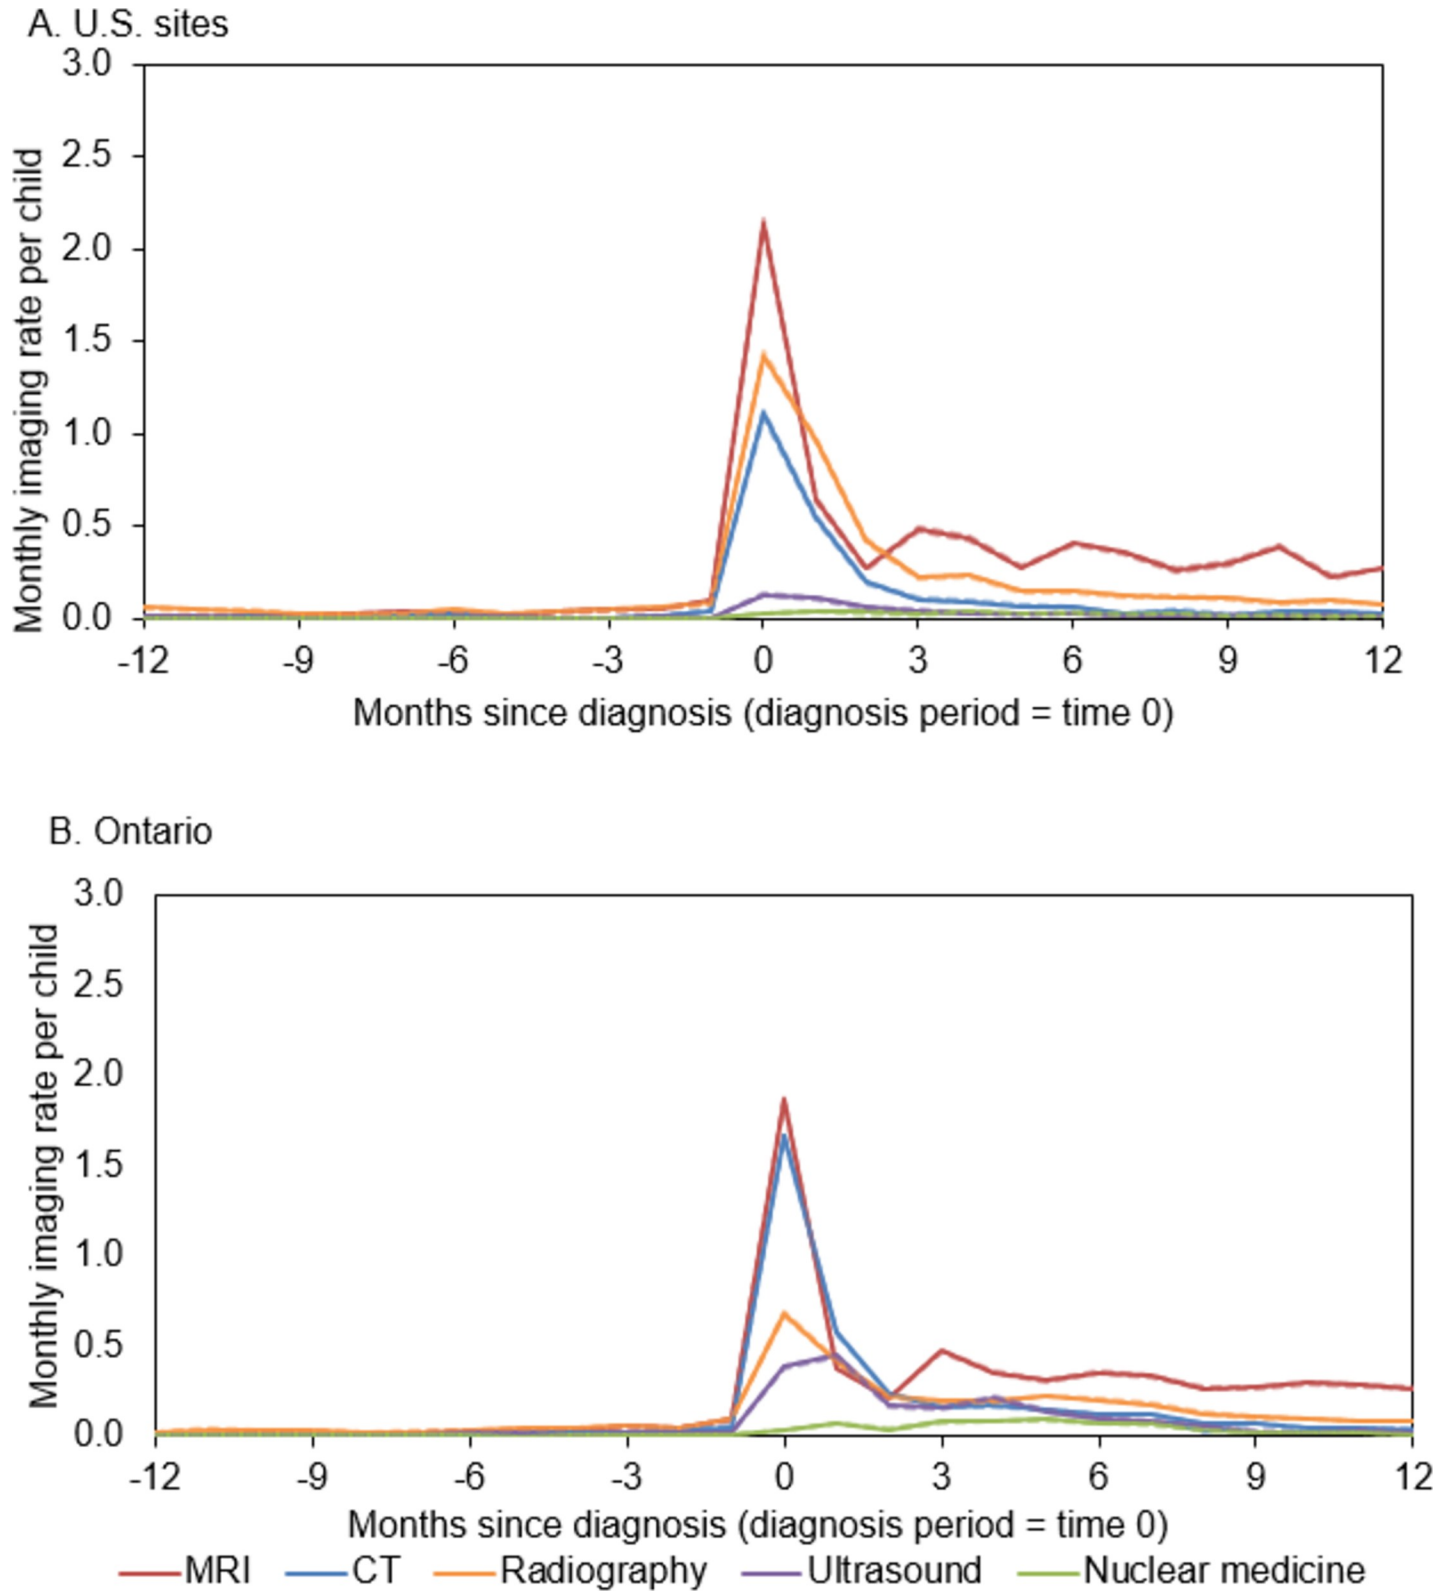 A. U.S. sites
3.0
2.5
2.0
1.5
1.0
0.5
0.0
Monthly imaging rate per child
-12 -9 -6 -3 0 3 6 9 12
Months since diagnosis (diagnosis period = time 0)
B. Ontario
3.0
2.5
2.0
1.5
1.0
0.5
0.0
Monthly imaging rate per child
-12 -9 -6 -3 0 3 6 9 12
Months since diagnosis (diagnosis period = time 0)
MRI CT Radiography Ultrasound Nuclear medicine